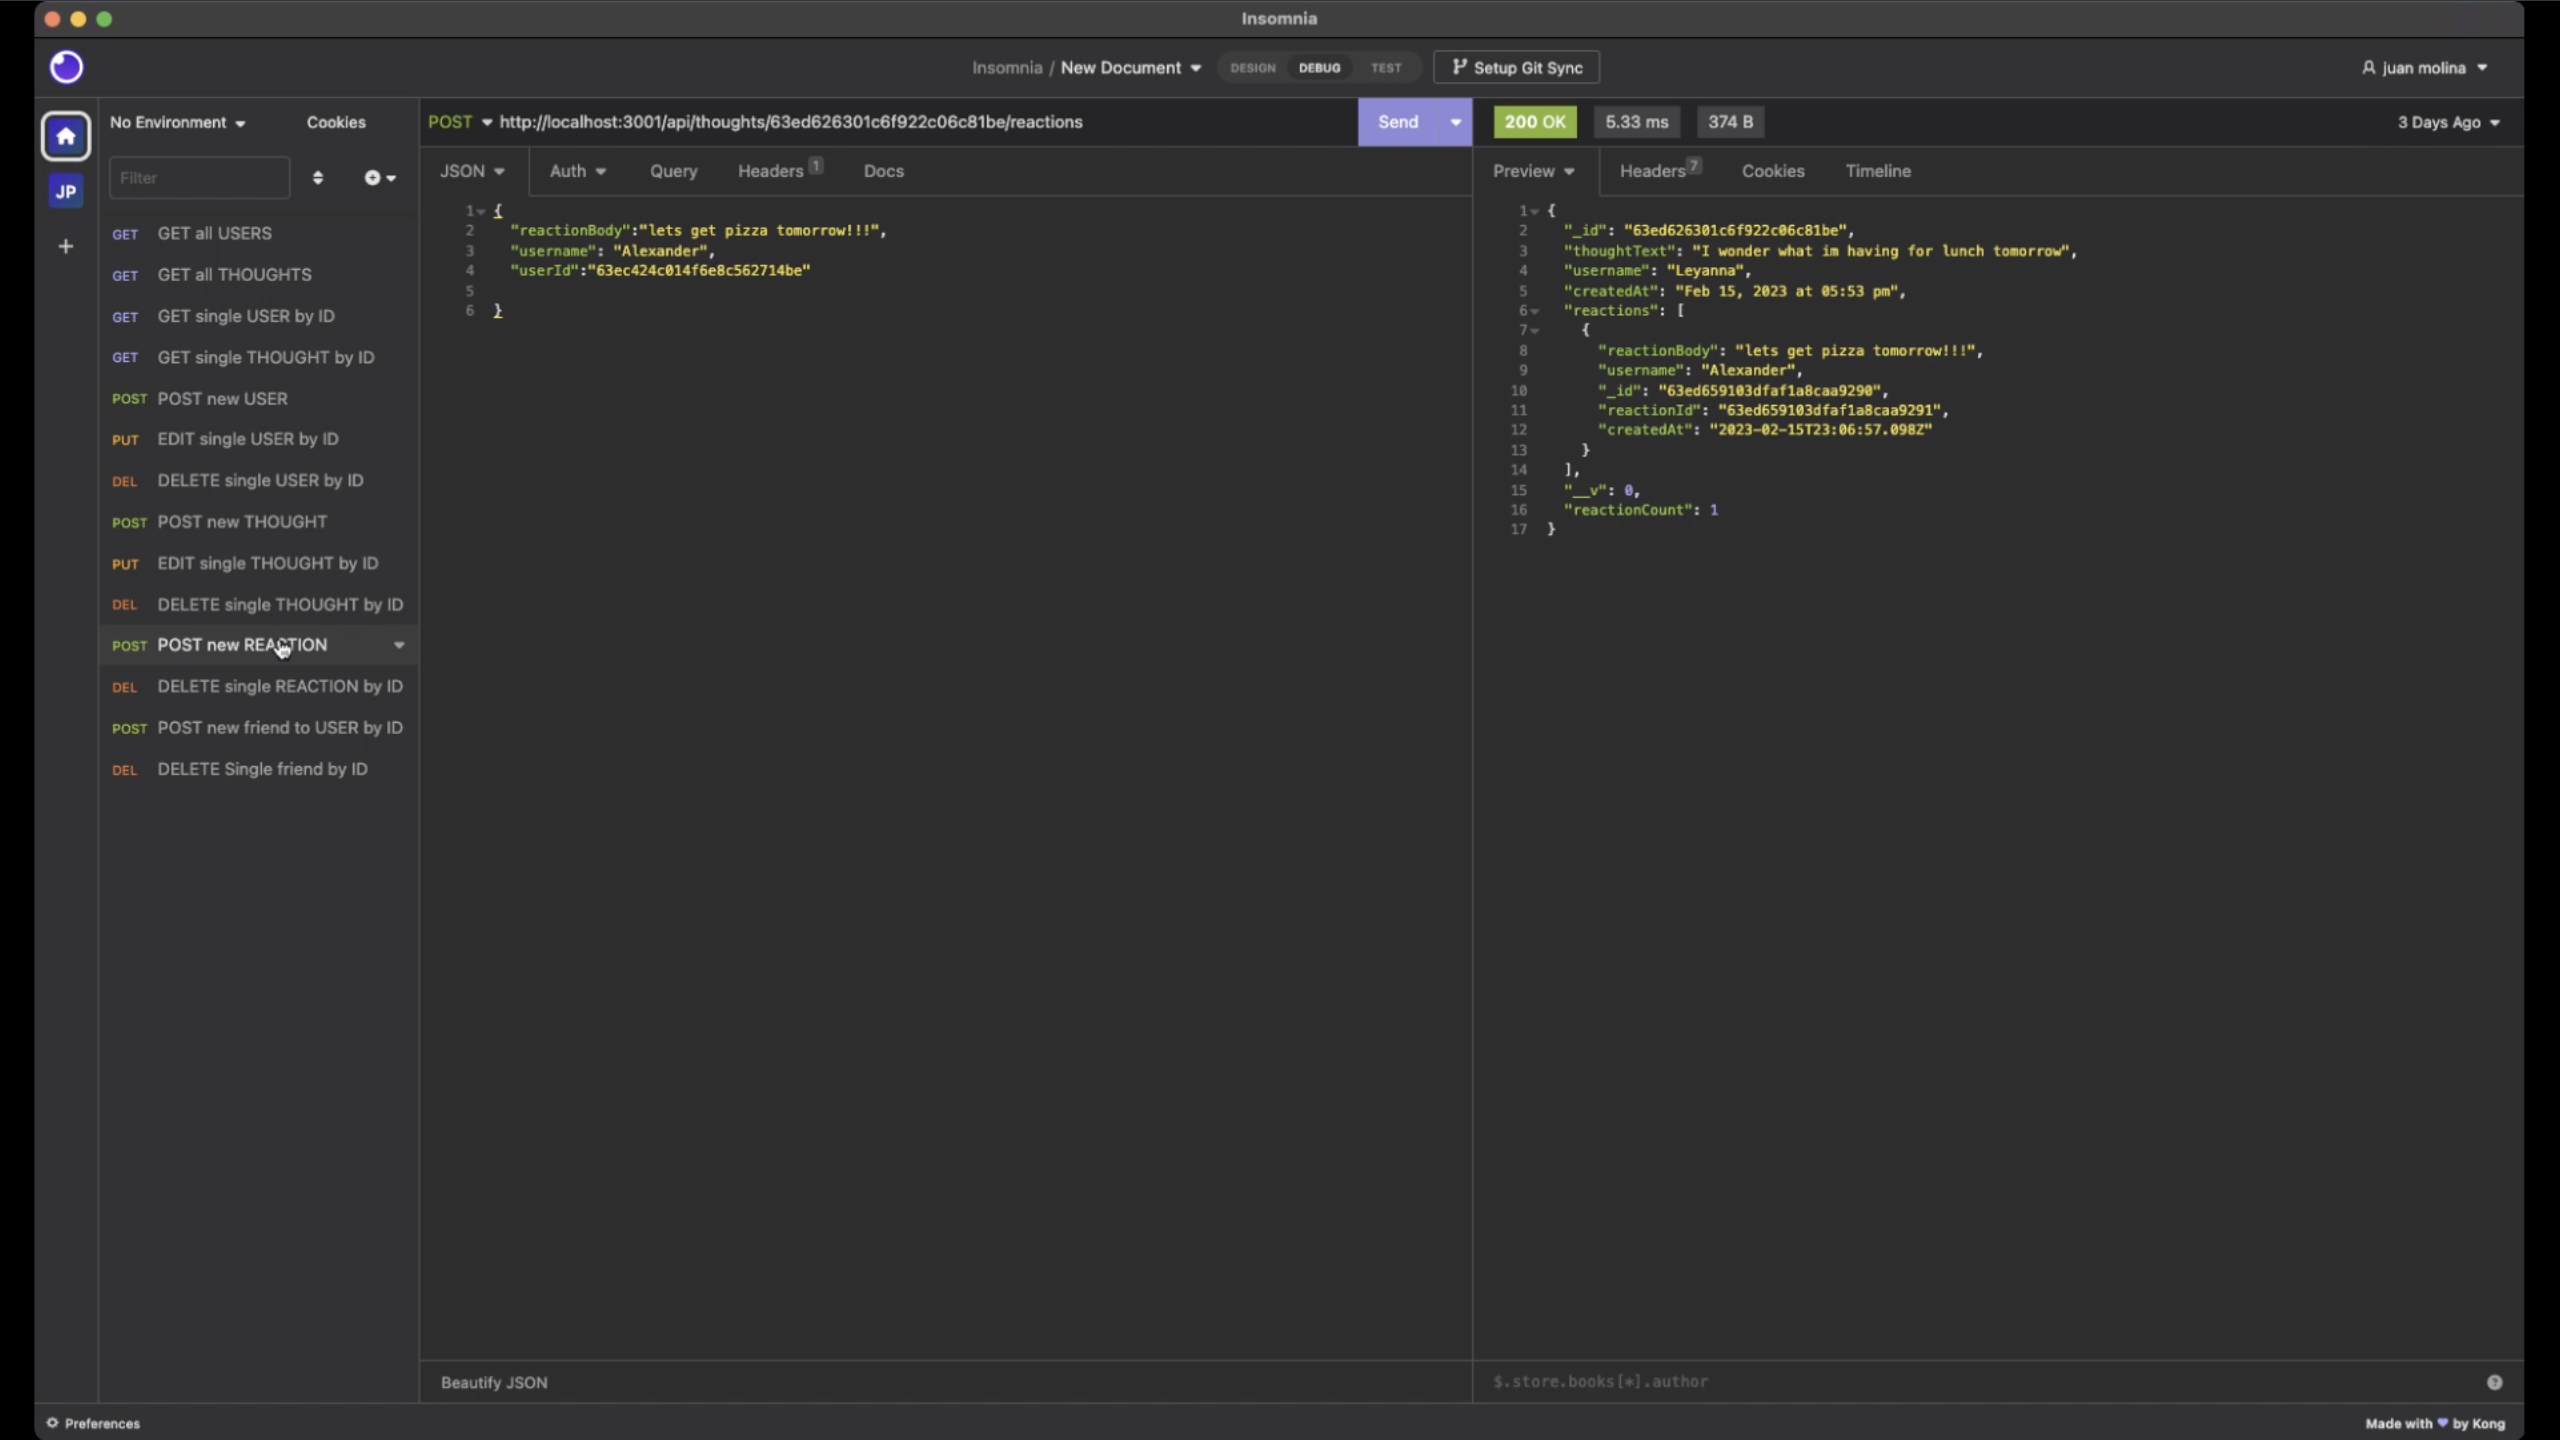 Insomnia
Insomnia / New Document
DESIGN DEBUG TEST
Setup Git Sync
juan molina
No Environment
Cookies
Filter
JP
GET GET all USERS
GET GET all THOUGHTS
GET GET single USER by ID
GET GET single THOUGHT by ID
POST POST new USER
PUT EDIT single USER by ID
DEL DELETE single USER by ID
POST POST new THOUGHT
PUT EDIT single THOUGHT by ID
DEL DELETE single THOUGHT by ID
POST POST new REACTION
DEL DELETE single REACTION by ID
POST POST new friend to USER by ID
DEL DELETE Single friend by ID
POST http://localhost:3001/api/thoughts/63ed626301c6f922c06c81be/reactions
Send
JSON Auth Query Headers 1 Docs
1 {
2 "reactionBody":"lets get pizza tomorrow!!!",
3 "username": "Alexander",
4 "userId":"63ec424c014f6e8c562714be"
5
6 }
Beautify JSON
200 OK 5.33 ms 374 B 3 Days Ago
Preview Headers 7 Cookies Timeline
1 {
2 "_id": "63ed626301c6f922c06c81be",
3 "thoughtText": "I wonder what im having for lunch tomorrow",
4 "username": "Leyanna",
5 "createdAt": "Feb 15, 2023 at 05:53 pm",
6 "reactions": [
7 {
8 "reactionBody": "lets get pizza tomorrow!!!",
9 "username": "Alexander",
10 "_id": "63ed659103dfaf1a8caa9290",
11 "reactionId": "63ed659103dfaf1a8caa9291",
12 "createdAt": "2023-02-15T23:06:57.098Z"
13 }
14 ],
15 "__v": 0,
16 "reactionCount": 1
17 }
$.store.books[*].author
Preferences
Made with ♥ by Kong